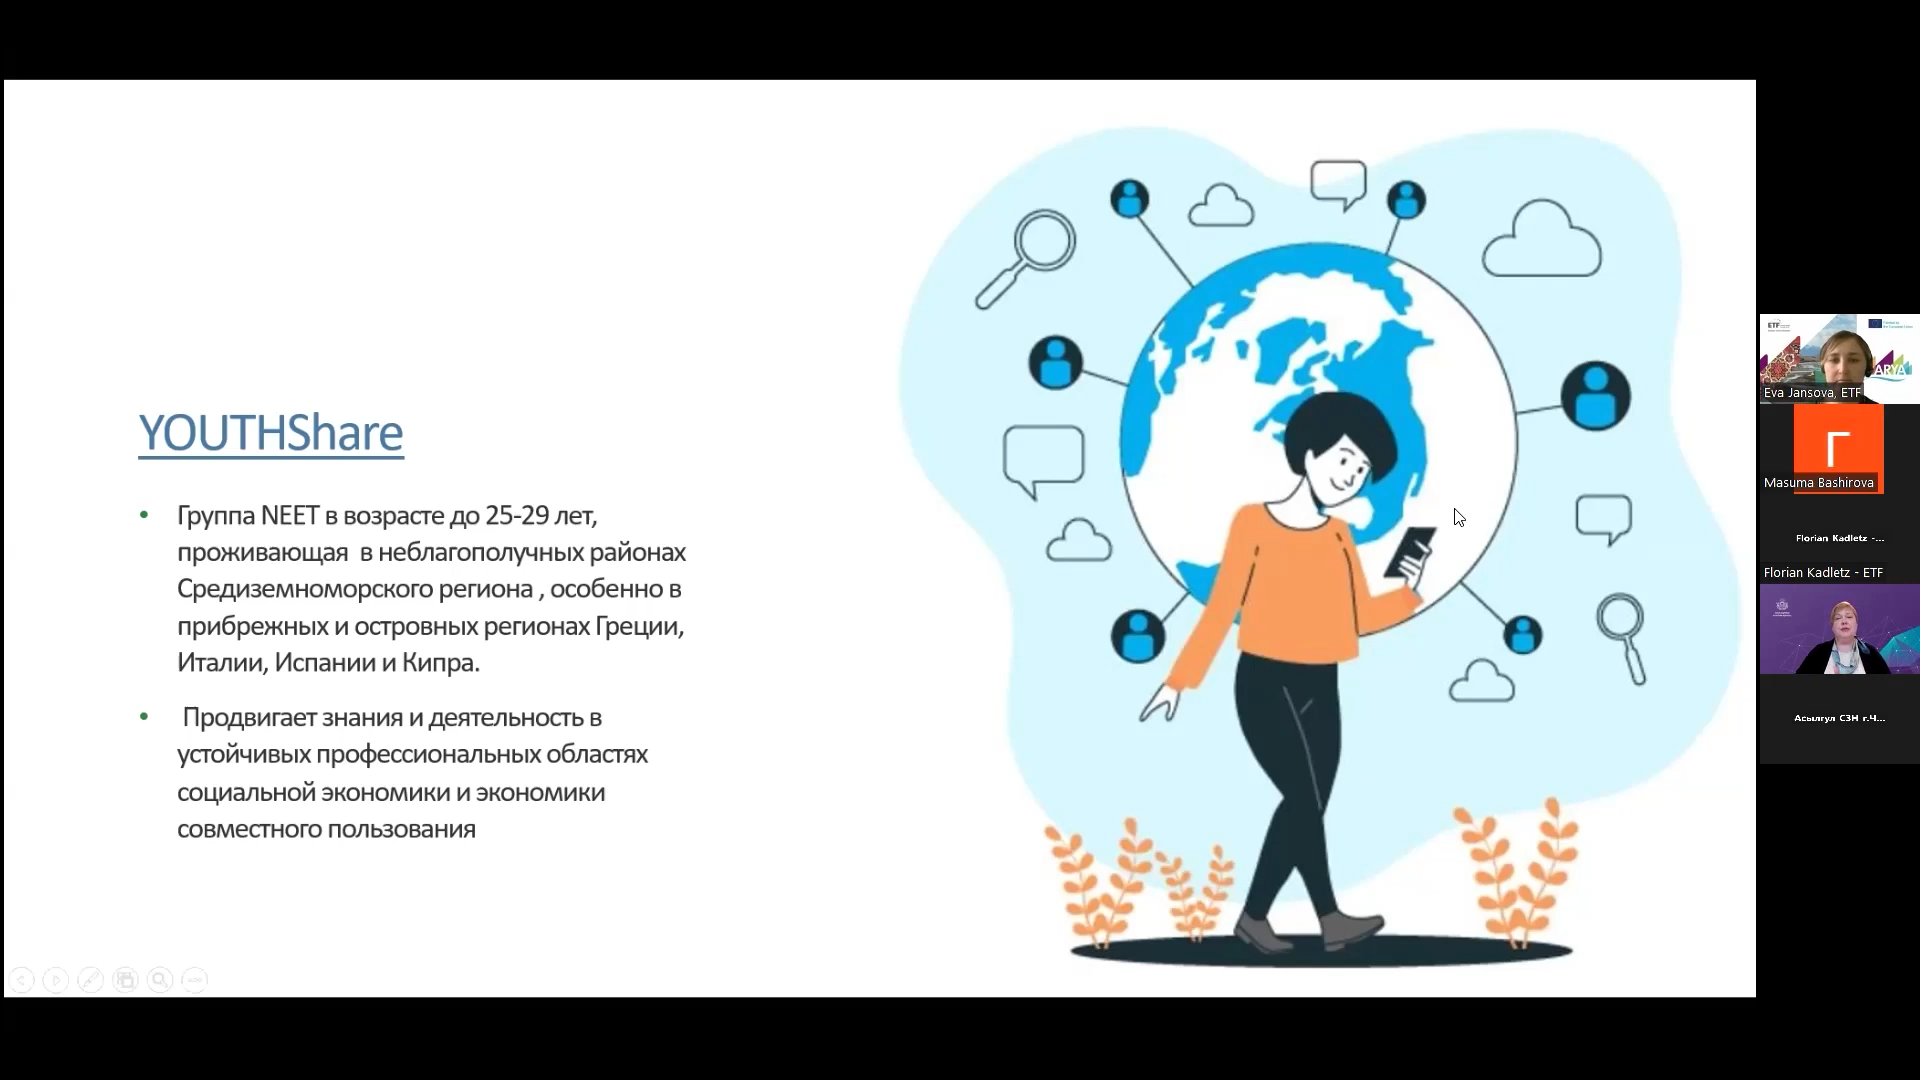 YOUTHShare
• Группа NEET в возрасте до 25-29 лет,
проживающая в неблагополучных районах
Средиземноморского региона , особенно в
прибрежных и островных регионах Греции,
Италии, Испании и Кипра.
• Продвигает знания и деятельность в
устойчивых профессиональных областях
социальной экономики и экономики
совместного пользования
ETF
ARYA
Eva Jansova, ETF
Г
Masuma Bashirova
Florian Kadletz -...
Florian Kadletz - ETF
Асылгул СЗН г.Ч...